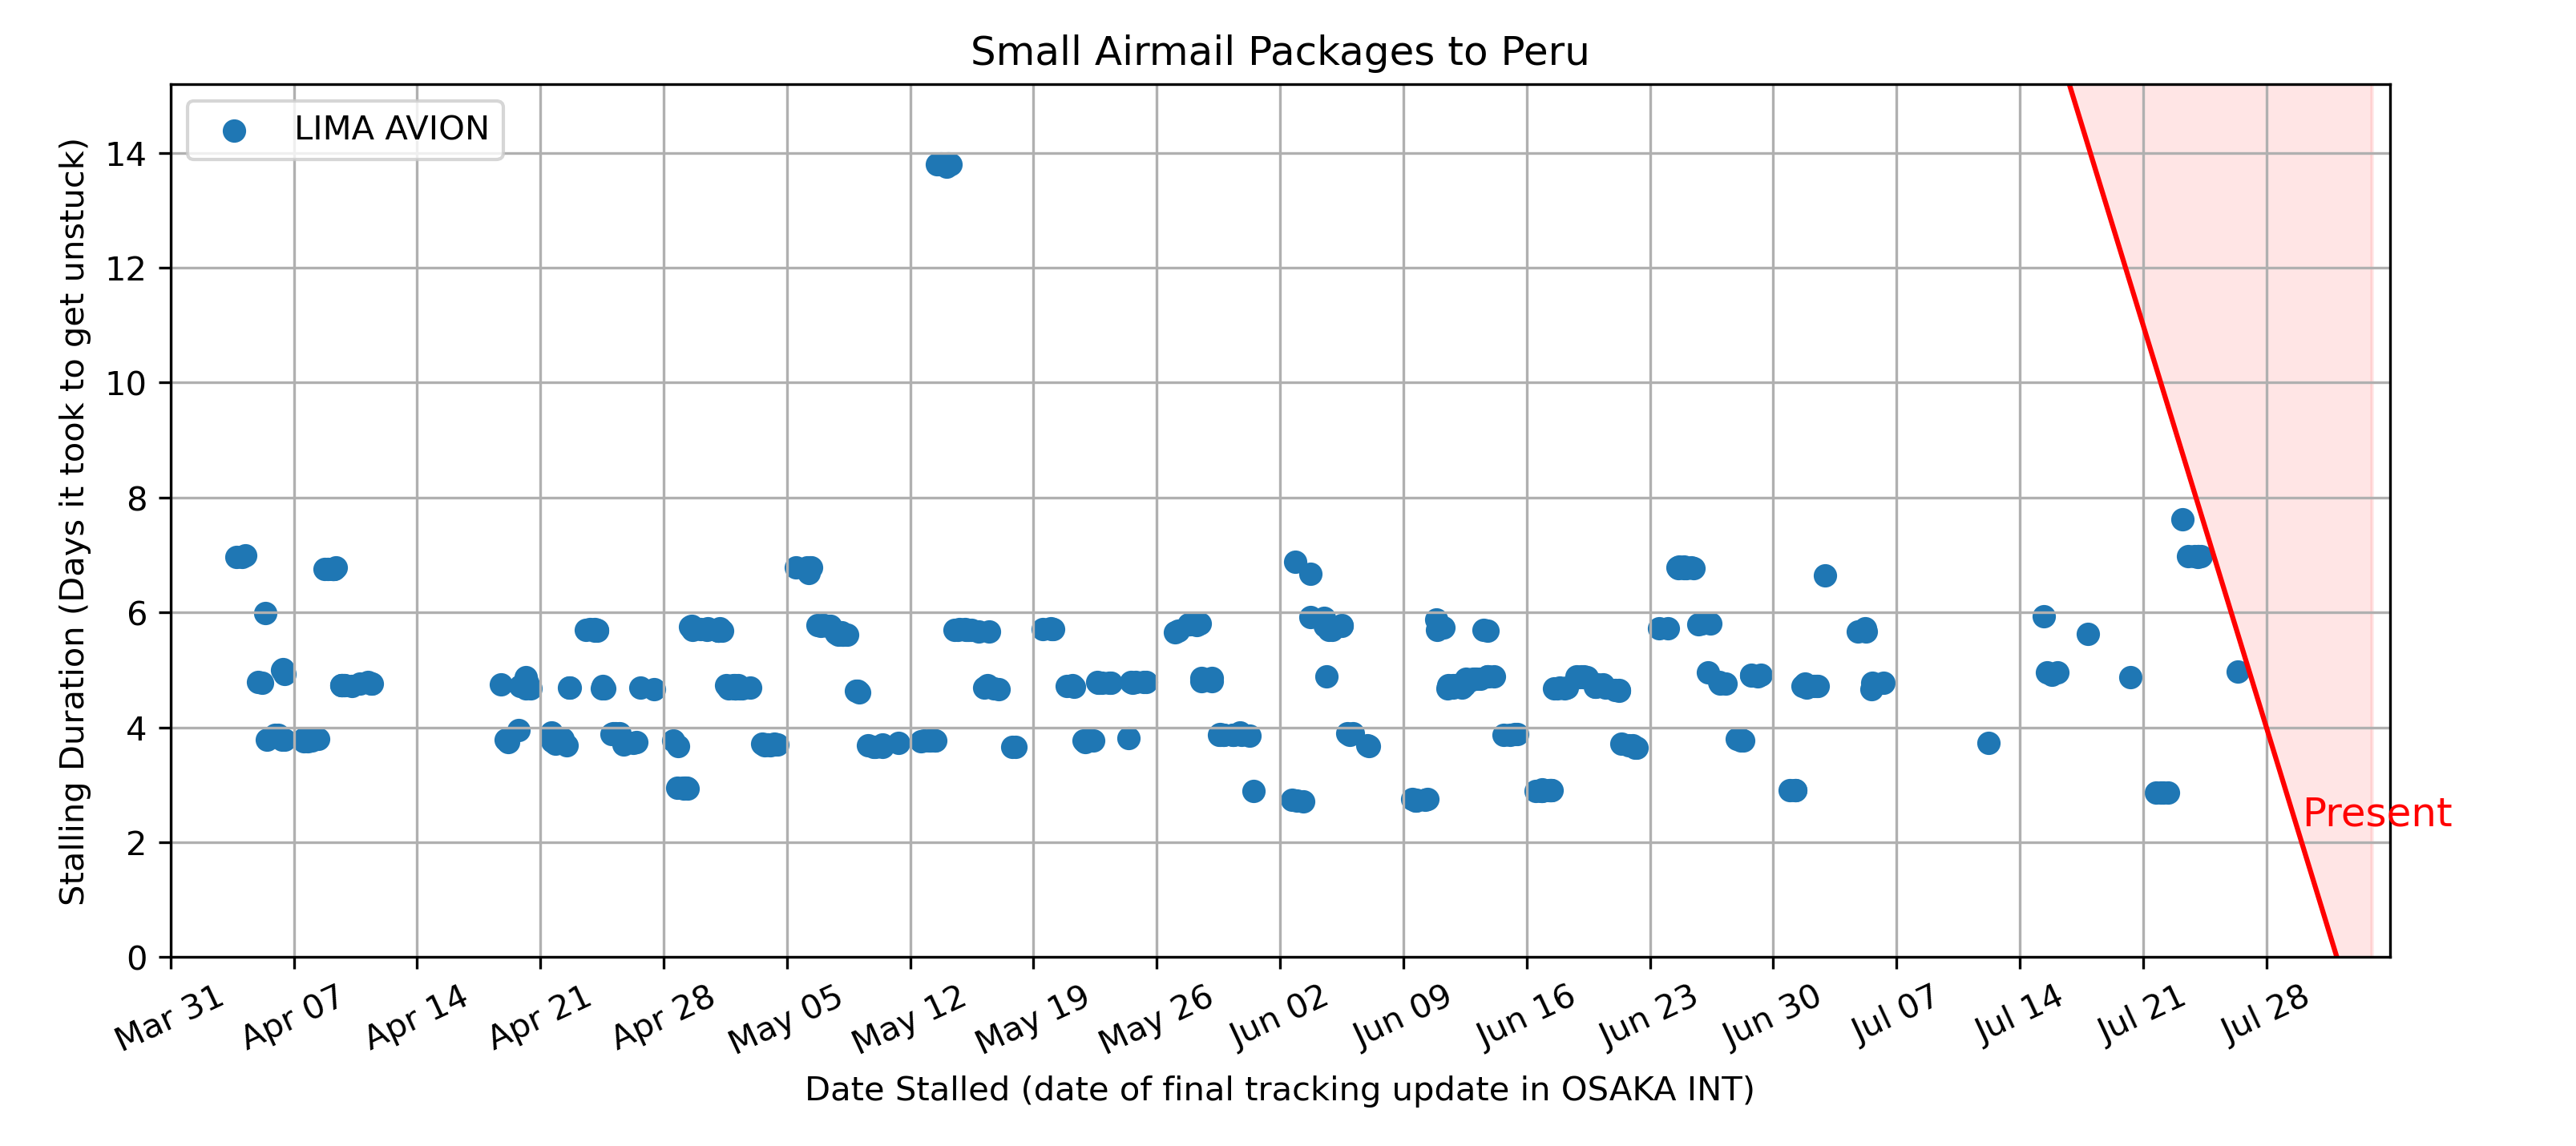 Small Airmail Packages to Peru
LIMA AVION
Stalling Duration (Days it took to get unstuck)
14
12
10
8
6
4
2
0
Present
Mar 31
Apr 07
Apr 14
Apr 21
Apr 28
May 05
May 12
May 19
May 26
Jun 02
Jun 09
Jun 16
Jun 23
Jun 30
Jul 07
Jul 14
Jul 21
Jul 28
Date Stalled (date of final tracking update in OSAKA INT)